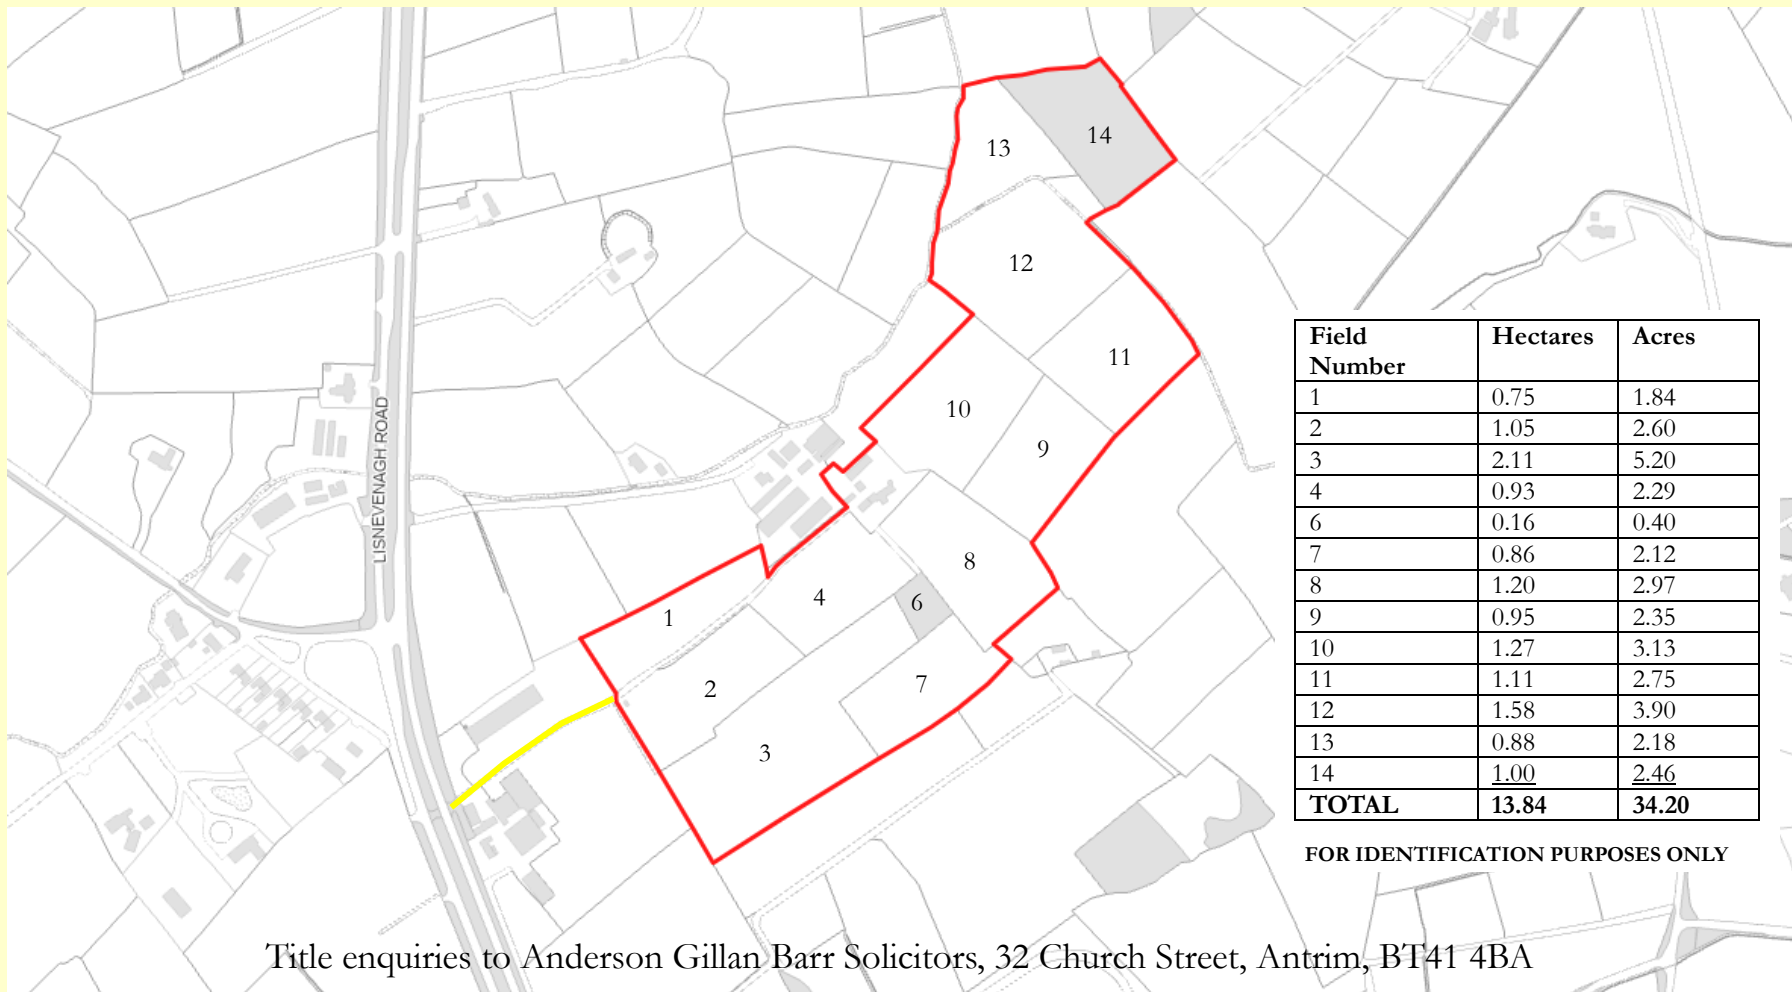 14
13
12
11
10
9
8
4
6
1
2
7
3
LISNEVENAGH ROAD
Field Number Hectares Acres
1 0.75 1.84
2 1.05 2.60
3 2.11 5.20
4 0.93 2.29
6 0.16 0.40
7 0.86 2.12
8 1.20 2.97
9 0.95 2.35
10 1.27 3.13
11 1.11 2.75
12 1.58 3.90
13 0.88 2.18
14 1.00 2.46
TOTAL 13.84 34.20
FOR IDENTIFICATION PURPOSES ONLY
Title enquiries to Anderson Gillan Barr Solicitors, 32 Church Street, Antrim, BT41 4BA